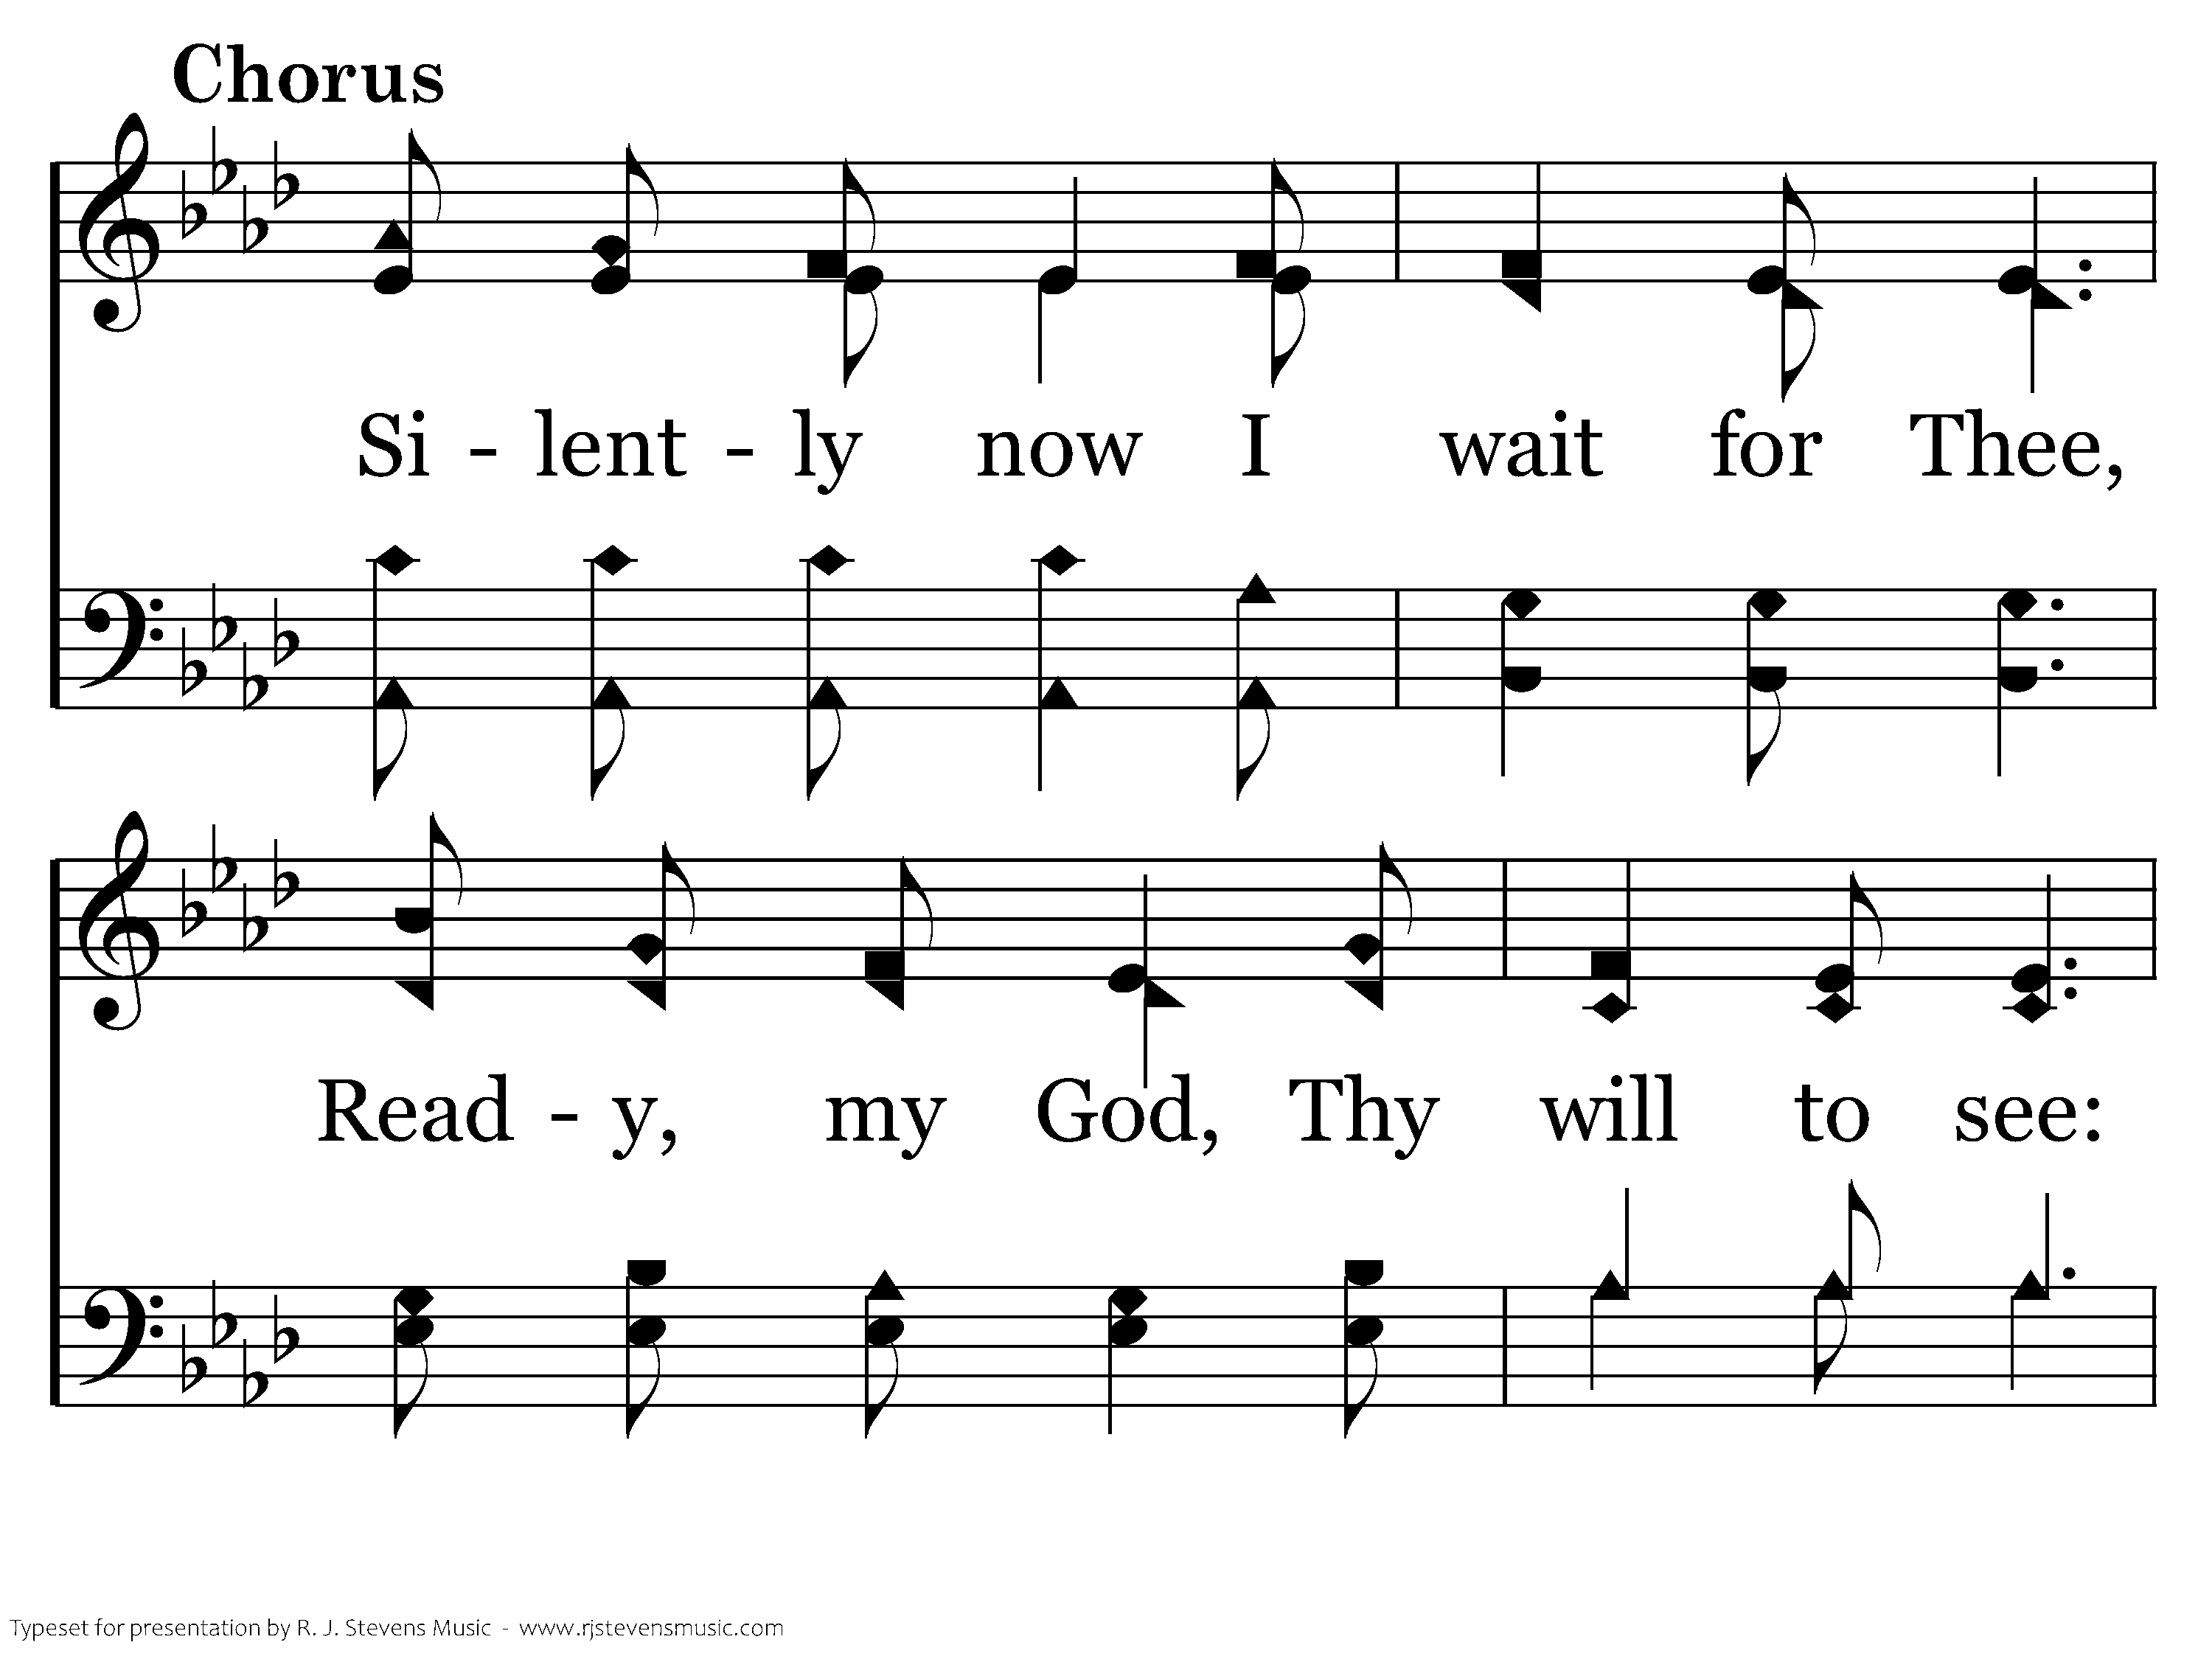 Chorus
Si - lent - ly now I wait for Thee,
Read - y, my God, Thy will to see:
Typeset for presentation by R. J. Stevens Music - www.rjstevensmusic.com